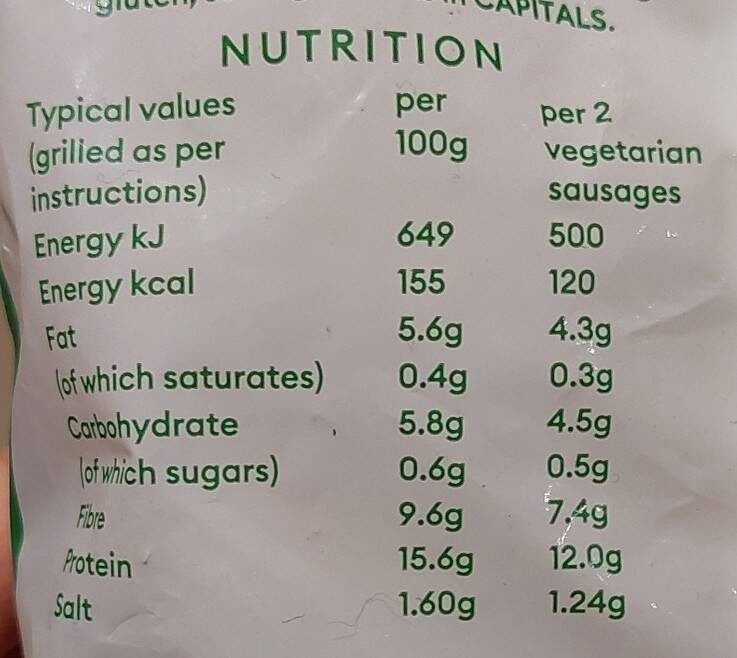 CAPITALS.
NUTRITION
Typical values per per 2
(grilled as per 100g vegetarian
instructions) sausages
Energy kJ 649 500
Energy kcal 155 120
Fat 5.6g 4.3g
(of which saturates) 0.4g 0.3g
Carbohydrate 5.8g 4.5g
(of which sugars) 0.6g 0.5g
Fibre 9.6g 7.4g
Protein 15.6g 12.0g
Salt 1.60g 1.24g